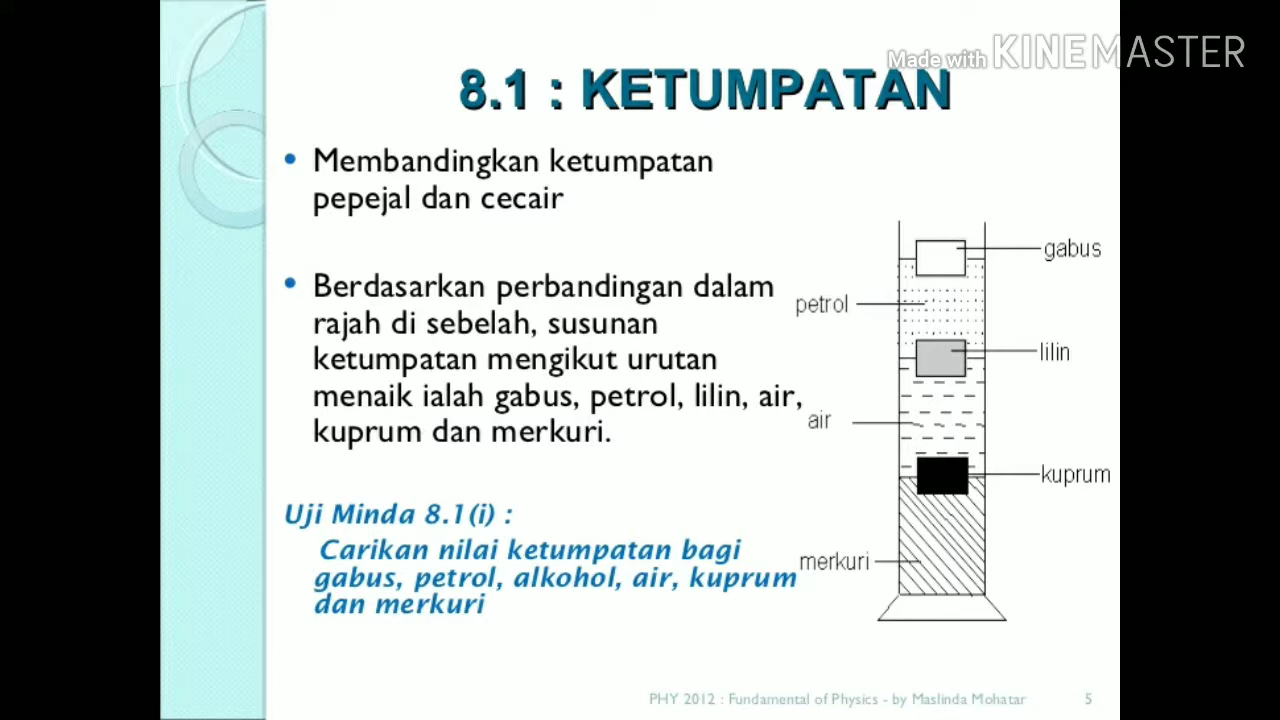 Made with KINEMASTER
8.1 : KETUMPATAN
• Membandingkan ketumpatan
pepejal dan cecair
• Berdasarkan perbandingan dalam
rajah di sebelah, susunan
ketumpatan mengikut urutan
menaik ialah gabus, petrol, lilin, air,
kuprum dan merkuri.
Uji Minda 8.1(i) :
Carikan nilai ketumpatan bagi
gabus, petrol, alkohol, air, kuprum
dan merkuri
gabus
petrol
lilin
air
kuprum
merkuri
PHY 2012 : Fundamental of Physics - by Maslinda Mohatar 5